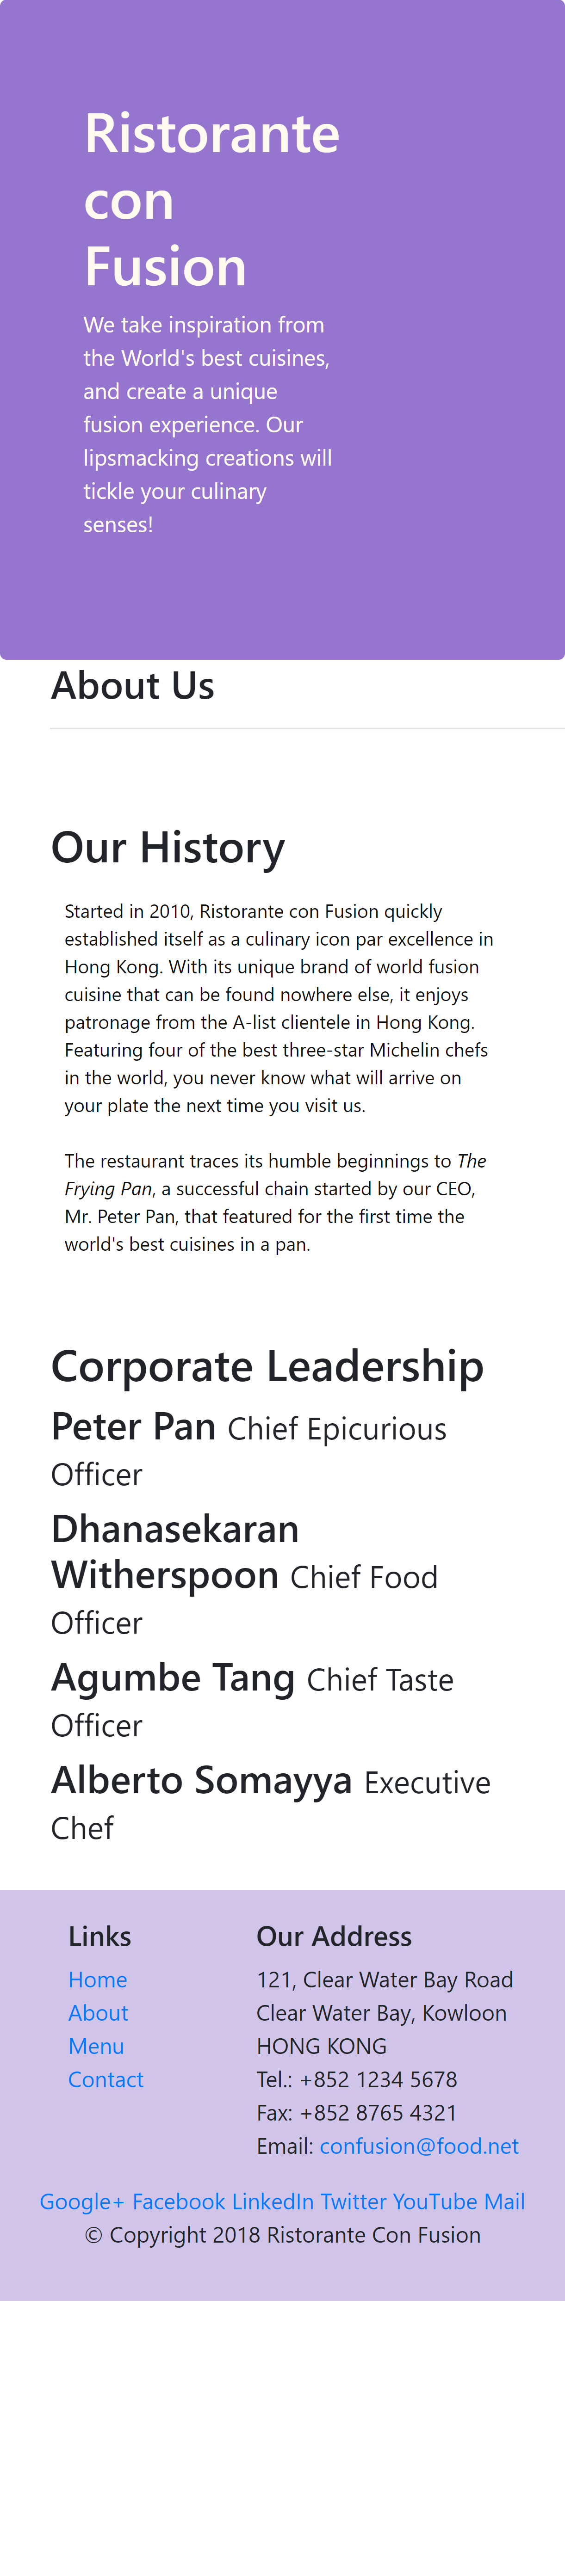 Ristorante
con
Fusion
We take inspiration from
the World's best cuisines,
and create a unique
fusion experience. Our
lipsmacking creations will
tickle your culinary
senses!
About Us
Our History
Started in 2010, Ristorante con Fusion quickly
established itself as a culinary icon par excellence in
Hong Kong. With its unique brand of world fusion
cuisine that can be found nowhere else, it enjoys
patronage from the A-list clientele in Hong Kong.
Featuring four of the best three-star Michelin chefs
in the world, you never know what will arrive on
your plate the next time you visit us.
The restaurant traces its humble beginnings to The
Frying Pan, a successful chain started by our CEO,
Mr. Peter Pan, that featured for the first time the
world's best cuisines in a pan.
Corporate Leadership
Peter Pan Chief Epicurious
Officer
Dhanasekaran
Witherspoon Chief Food
Officer
Agumbe Tang Chief Taste
Officer
Alberto Somayya Executive
Chef
Links
Home
About
Menu
Contact
Our Address
121, Clear Water Bay Road
Clear Water Bay, Kowloon
HONG KONG
Tel.: +852 1234 5678
Fax: +852 8765 4321
Email: confusion@food.net
Google+ Facebook LinkedIn Twitter YouTube Mail
© Copyright 2018 Ristorante Con Fusion